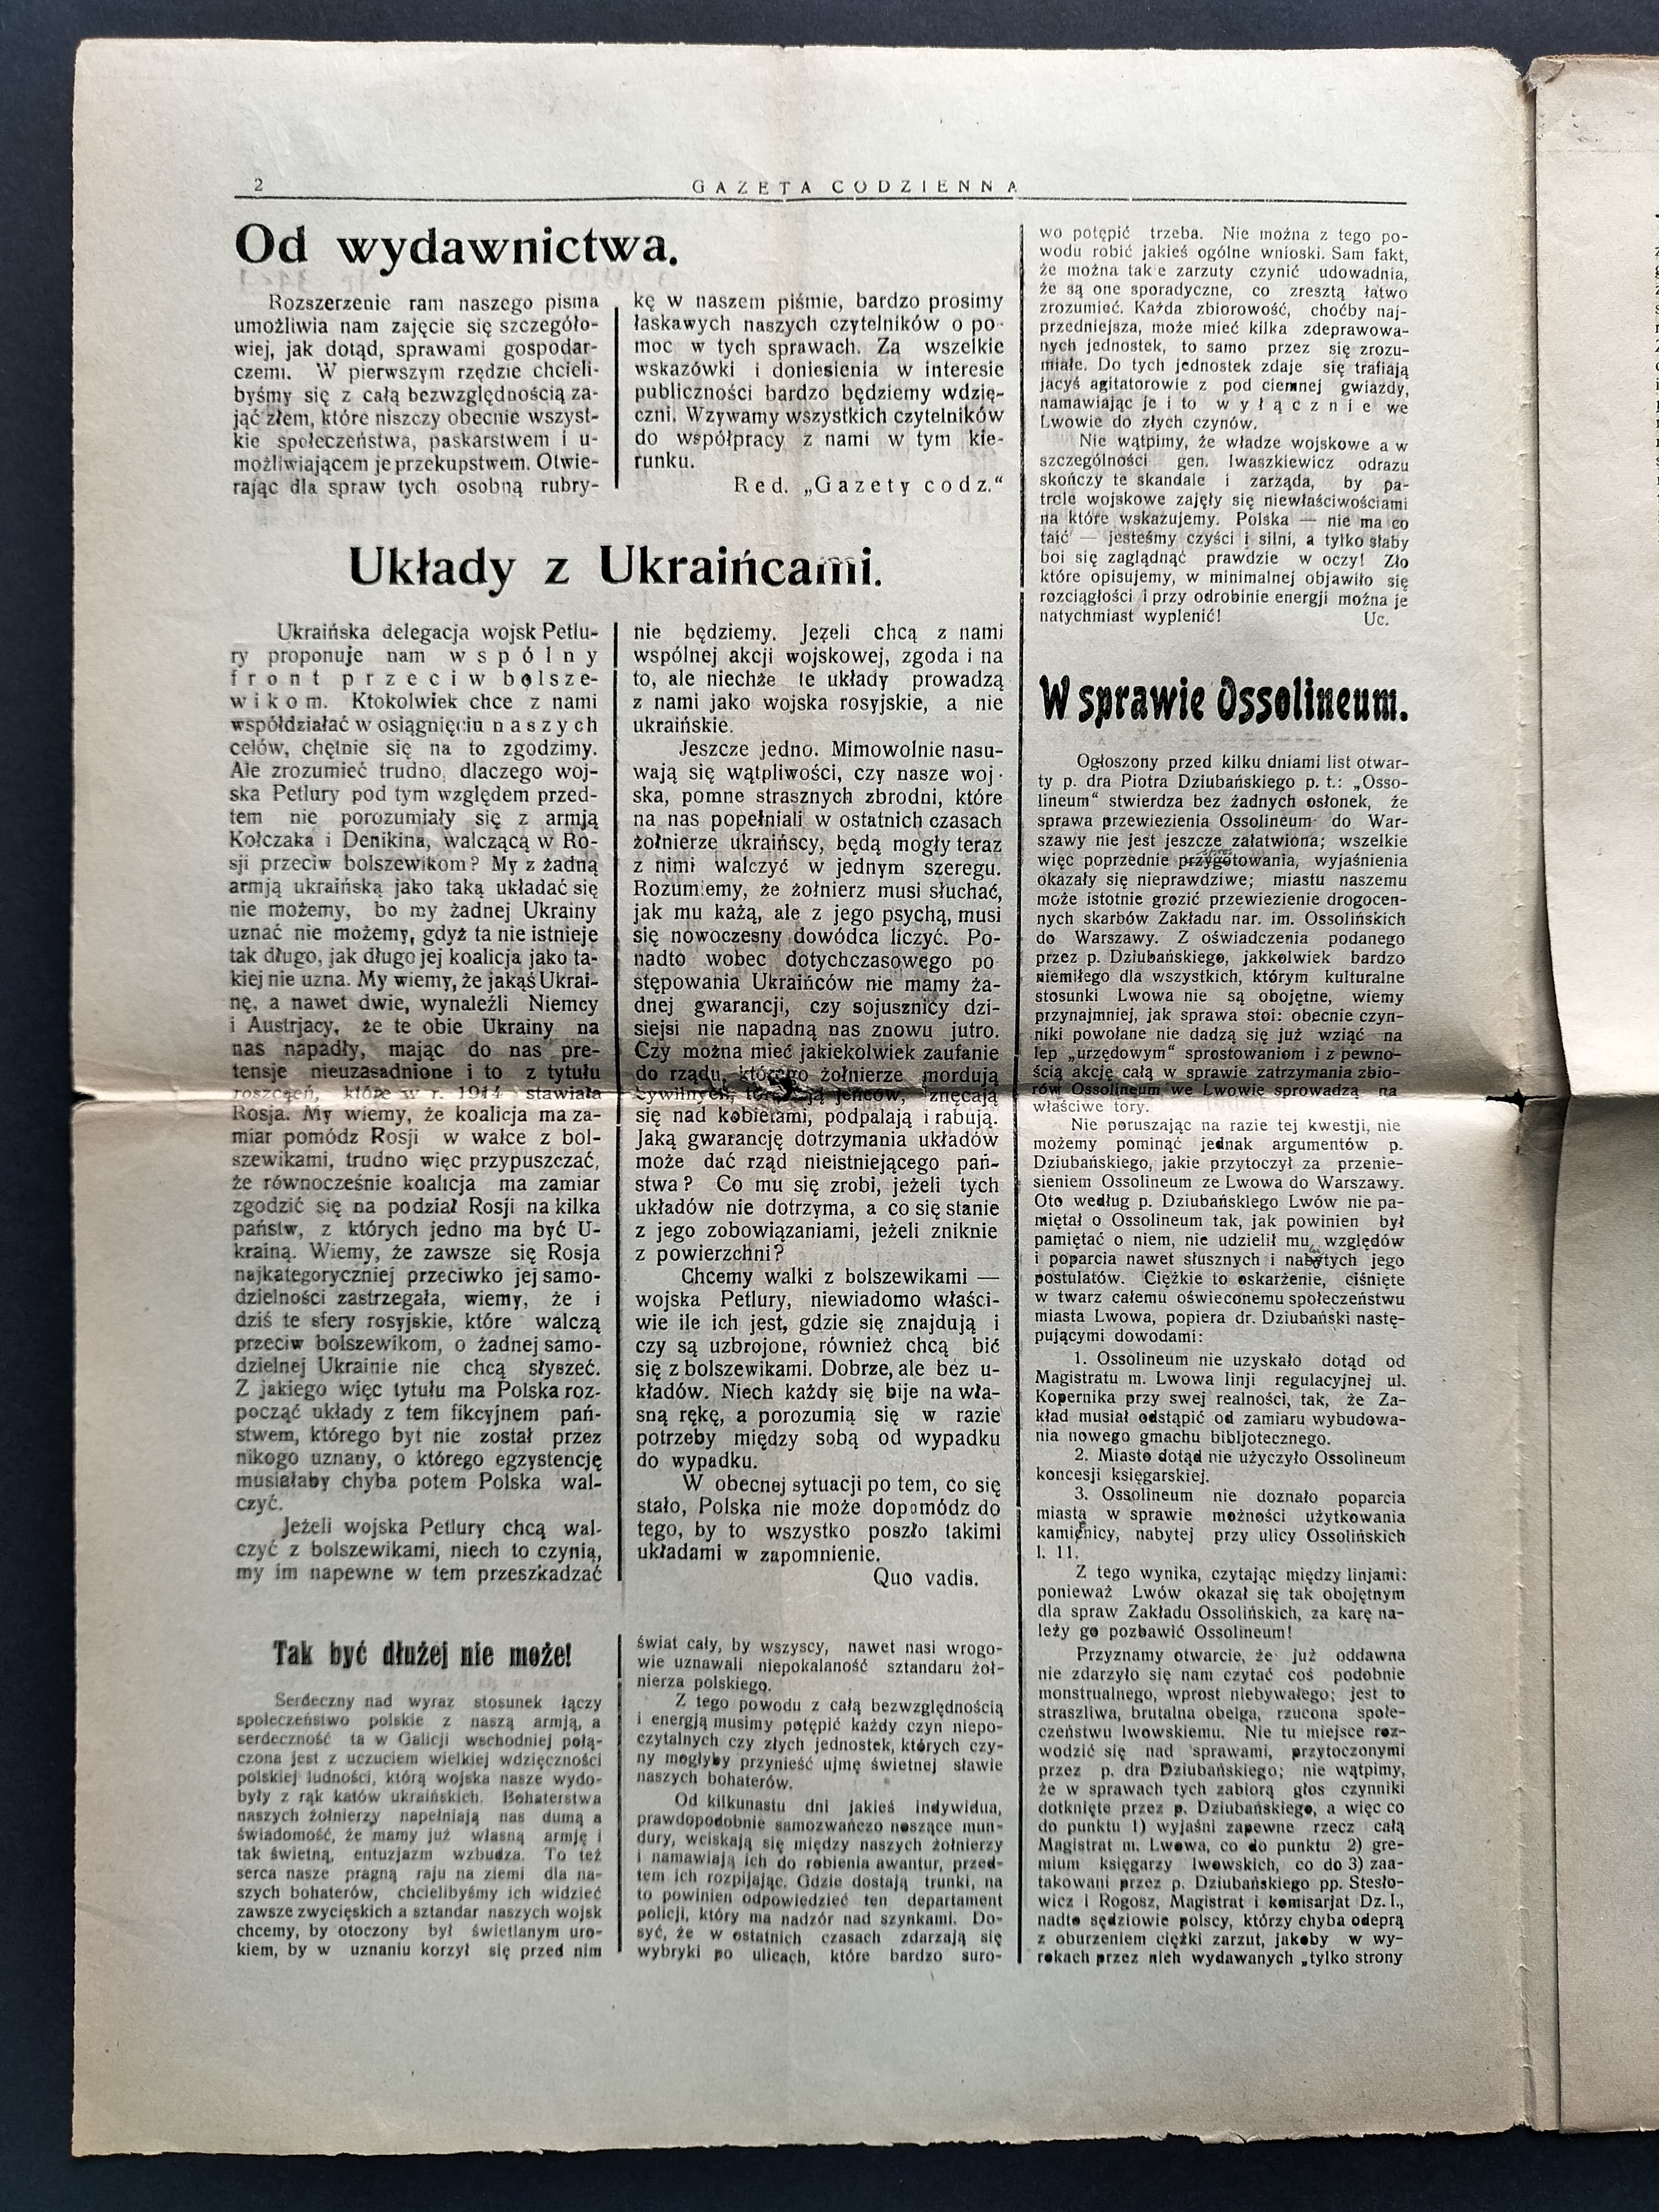 2
GAZETA CODZIENNA
Od wydawnictwa.
Rozszerzenie ram naszego pisma
umożliwia nam zajęcie się szczegóło-
wiej, jak dotąd, sprawami gospodar-
czemi. W pierwszym rzędzie chcieli-
byśmy się z całą bezwzględnością za-
jąć złem, które niszczy obecnie wszyst-
kie społeczeństwa, paskarstwem i u-
możliwiającem je przekupstwem. Otwie-
rając dla spraw tych osobną rubry-
kę w naszem piśmie, bardzo prosimy
łaskawych naszych czytelników o po-
moc w tych sprawach. Za wszelkie
wskazówki i doniesienia w interesie
publiczności bardzo będziemy wdzię-
czni. Wzywamy wszystkich czytelników
do współpracy z nami w tym kie-
runku.
Red. „Gazety codz.“
Układy z Ukraińcami.
Ukraińska delegacja wojsk Petlu-
ry proponuje nam wspólny
front przeciw bolsze-
wikom. Ktokolwiek chce z nami
współdziałać w osiągnięciu naszych
celów, chętnie się na to zgodzimy.
Ale zrozumieć trudno, dlaczego woj-
ska Petlury pod tym względem przed-
tem nie porozumiały się z armją
Kołczaka i Denikina, walczącą w Ro-
sji przeciw bolszewikom? My z żadną
armją ukraińską jako taką układać się
nie możemy, bo my żadnej Ukrainy
uznać nie możemy, gdyż ta nie istnieje
tak długo, jak długo jej koalicja jako ta-
kiej nie uzna. My wiemy, że jakąś Ukrai-
nę, a nawet dwie, wynaleźli Niemcy
i Austrjacy, że te obie Ukrainy na
nas napadły, mając do nas pre-
tensje nieuzasadnione i to z tytułu
roszczeń, które w r. 1914 stawiała
Rosja. My wiemy, że koalicja ma za-
miar pomódz Rosji w walce z bol-
szewikami, trudno więc przypuszczać,
że równocześnie koalicja ma zamiar
zgodzić się na podział Rosji na kilka
państw, z których jedno ma być U-
krainą. Wiemy, że zawsze się Rosja
najkategoryczniej przeciwko jej samo-
dzielności zastrzegała, wiemy, że i
dziś te sfery rosyjskie, które walczą
przeciw bolszewikom, o żadnej samo-
dzielnej Ukrainie nie chcą słyszeć.
Z jakiego więc tytułu ma Polska roz-
począć układy z tem fikcyjnem pań-
stwem, którego byt nie został przez
nikogo uznany, o którego egzystencję
musiałaby chyba potem Polska wal-
czyć.
Jeżeli wojska Petlury chcą wal-
czyć z bolszewikami, niech to czynią,
my im napewne w tem przeszkadzać
nie będziemy. Jeżeli chcą z nami
wspólnej akcji wojskowej, zgoda i na
to, ale niechże te układy prowadzą
z nami jako wojska rosyjskie, a nie
ukraińskie.
Jeszcze jedno. Mimowolnie nasu-
wają się wątpliwości, czy nasze woj-
ska, pomne strasznych zbrodni, które
na nas popełniali w ostatnich czasach
żołnierze ukraińscy, będą mogły teraz
z nimi walczyć w jednym szeregu.
Rozumiemy, że żołnierz musi słuchać,
jak mu każą, ale z jego psychą, musi
się nowoczesny dowódca liczyć. Po-
nadto wobec dotychczasowego po
stępowania Ukraińców nie mamy ża-
dnej gwarancji, czy sojusznicy dzi-
siejsi nie napadną nas znowu jutro.
Czy można mieć jakiekolwiek zaufanie
do rządu, którego żołnierze mordują
cywilnych, jeńców, znęcają
się nad kobietami, podpalają i rabują.
Jaką gwarancję dotrzymania układów
może dać rząd nieistniejącego pań-
stwa? Co mu się zrobi, jeżeli tych
układów nie dotrzyma, a co się stanie
z jego zobowiązaniami, jeżeli zniknie
z powierzchni?
Chcemy walki z bolszewikami —
wojska Petlury, niewiadomo właści-
wie ile ich jest, gdzie się znajdują i
czy są uzbrojone, również chcą bić
się z bolszewikami. Dobrze, ale bez u-
kładów. Niech każdy się bije na wła-
sną rękę, a porozumią się w razie
potrzeby między sobą od wypadku
do wypadku.
W obecnej sytuacji po tem, co się
stało, Polska nie może dopomódz do
tego, by to wszystko poszło takimi
układami w zapomnienie.
Quo vadis.
Tak być dłużej nie może!
Serdeczny nad wyraz stosunek łączy
społeczeństwo polskie z naszą armją, a
serdeczność ta w Galicji wschodniej połą-
czona jest z uczuciem wielkiej wdzięczności
polskiej ludności, którą wojska nasze wydo-
były z rąk katów ukraińskich. Bohaterstwa
naszych żołnierzy napełniają nas dumą a
świadomość, że mamy już własną armję i
tak świetną, entuzjazm wzbudza. To też
serca nasze pragną raju na ziemi dla na-
szych bohaterów, chcielibyśmy ich widzieć
zawsze zwycięskich a sztandar naszych wojsk
chcemy, by otoczony był świetlanym uro-
kiem, by w uznaniu korzył się przed nim
świat cały, by wszyscy, nawet nasi wrogo-
wie uznawali niepokalaność sztandaru żoł-
nierza polskiego.
Z tego powodu z całą bezwzględnością
i energją musimy potępić każdy czyn niepo-
czytalnych czy złych jednostek, których czy-
ny mogłyby przynieść ujmę świetnej sławie
naszych bohaterów.
Od kilkunastu dni jakieś indywidua,
prawdopodobnie samozwańczo noszące mun-
dury, wciskają się między naszych żołnierzy
i namawiają ich do robienia awantur, przed-
tem ich rozpijając. Gdzie dostają trunki, na
to powinien odpowiedzieć ten departament
policji, który ma nadzór nad szynkami. Do-
syć, że w ostatnich czasach zdarzają się
wybryki po ulicach, które bardzo suro-
wo potępić trzeba. Nie można z tego po-
wodu robić jakieś ogólne wnioski. Sam fakt,
że można take zarzuty czynić udowadnia,
że są one sporadyczne, co zresztą łatwo
zrozumieć. Każda zbiorowość, choćby naj-
przedniejsza, może mieć kilka zdeprawowa-
nych jednostek, to samo przez się zrozu-
miałe. Do tych jednostek zdaje się trafiają
jacyś agitatorowie z pod ciemnej gwiazdy,
namawiając je i to wyłącznie we
Lwowie do złych czynów.
Nie wątpimy, że władze wojskowe a w
szczególności gen. Iwaszkiewicz odrazu
skończy te skandale i zarząda, by pa-
trole wojskowe zajęły się niewłaściwościami
na które wskazujemy. Polska — nie ma co
taić — jesteśmy czyści i silni, a tylko słaby
boi się zaglądnąć prawdzie w oczy! Zło
które opisujemy, w minimalnej objawiło się
rozciągłości i przy odrobinie energji można je
natychmiast wyplenić!
Uc.
W sprawie Ossolineum.
Ogłoszony przed kilku dniami list otwar-
ty p. dra Piotra Dziubańskiego p. t.: „Osso-
lineum“ stwierdza bez żadnych osłonek, że
sprawa przewiezienia Ossolineum do War-
szawy nie jest jeszcze załatwiona; wszelkie
więc poprzednie przygotowania, wyjaśnienia
okazały się nieprawdziwe; miastu naszemu
może istotnie grozić przewiezienie drogocen-
nych skarbów Zakładu nar. im. Ossolińskich
do Warszawy. Z oświadczenia podanego
przez p. Dziubańskiego, jakkolwiek bardzo
niemiłego dla wszystkich, którym kulturalne
stosunki Lwowa nie są obojętne, wiemy
przynajmniej, jak sprawa stoi: obecnie czyn-
niki powołane nie dadzą się już wziąć na
lep „urzędowym“ sprostowaniom i z pewno-
ścią akcję całą w sprawie zatrzymania zbio-
rów Ossolineum we Lwowie sprowadzą na
właściwe tory.
Nie poruszając na razie tej kwestji, nie
możemy pominąć jednak argumentów p.
Dziubańskiego, jakie przytoczył za przenie-
sieniem Ossolineum ze Lwowa do Warszawy.
Oto według p. Dziubańskiego Lwów nie pa-
miętał o Ossolineum tak, jak powinien był
pamiętać o niem, nie udzielił mu względów
i poparcia nawet słusznych i nabytych jego
postulatów. Ciężkie to oskarżenie, ciśnięte
w twarz całemu oświeconemu społeczeństwu
miasta Lwowa, popiera dr. Dziubański nastę-
pującymi dowodami:
1. Ossolineum nie uzyskało dotąd od
Magistratu m. Lwowa linji regulacyjnej ul.
Kopernika przy swej realności, tak, że Za-
kład musiał odstąpić od zamiaru wybudowa-
nia nowego gmachu bibljotecznego.
2. Miasto dotąd nie użyczyło Ossolineum
koncesji księgarskiej.
3. Ossolineum nie doznało poparcia
miasta w sprawie możności użytkowania
kamienicy, nabytej przy ulicy Ossolińskich
l. 11.
Z tego wynika, czytając między linjami:
ponieważ Lwów okazał się tak obojętnym
dla spraw Zakładu Ossolińskich, za karę na-
leży go pozbawić Ossolineum!
Przyznamy otwarcie, że już oddawna
nie zdarzyło się nam czytać coś podobnie
monstrualnego, wprost niebywałego; jest to
straszliwa, brutalna obelga, rzucona społe-
czeństwu lwowskiemu. Nie tu miejsce roz-
wodzić się nad sprawami, przytoczonymi
przez p. dra Dziubańskiego; nie wątpimy,
że w sprawach tych zabiorą głos czynniki
dotknięte przez p. Dziubańskiego, a więc co
do punktu 1) wyjaśni zapewne rzecz całą
Magistrat m. Lwowa, co do punktu 2) gre-
mium księgarzy lwowskich, co do 3) zaa-
takowani przez p. Dziubańskiego pp. Stesło-
wicz i Rogosz, Magistrat i komisarjat Dz. I.,
nadto sędziowie polscy, którzy chyba odeprą
z oburzeniem ciężki zarzut, jakoby w wy-
rokach przez nich wydawanych „tylko strony